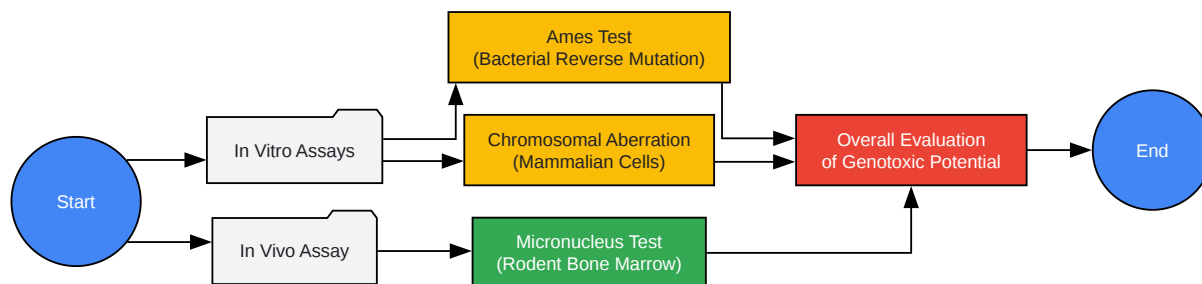 Start
In Vitro Assays
In Vivo Assay
Ames Test
(Bacterial Reverse Mutation)
Chromosomal Aberration
(Mammalian Cells)
Micronucleus Test
(Rodent Bone Marrow)
Overall Evaluation
of Genotoxic Potential
End